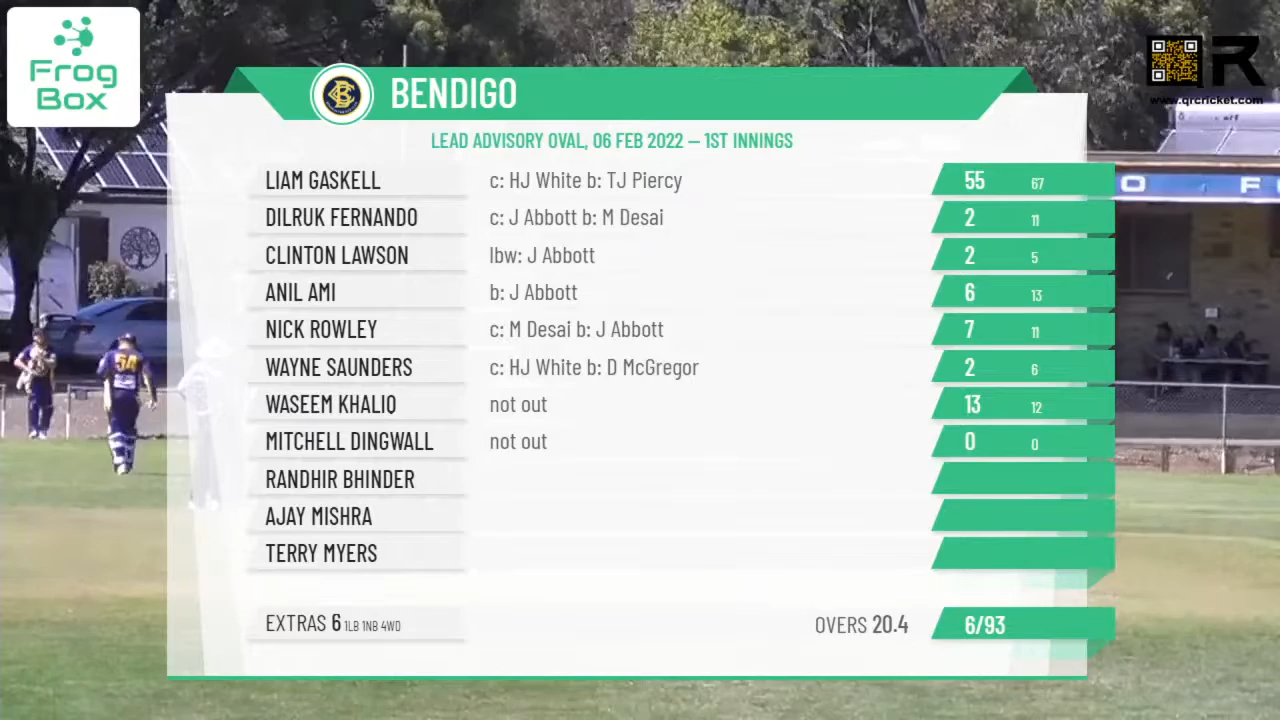 Frog
Box
BENDIGO
www.qrcricket.com
LEAD ADVISORY OVAL, 06 FEB 2022 – 1ST INNINGS
LIAM GASKELL c: HJ White b: TJ Piercy 55 67
DILRUK FERNANDO c: J Abbott b: M Desai 2 11
CLINTON LAWSON lbw: J Abbott 2 5
ANIL AMI b: J Abbott 6 13
NICK ROWLEY c: M Desai b: J Abbott 7 11
WAYNE SAUNDERS c: HJ White b: D McGregor 2 6
WASEEM KHALIQ not out 13 12
MITCHELL DINGWALL not out 0 0
RANDHIR BHINDER
AJAY MISHRA
TERRY MYERS
EXTRAS 6 1LB 1NB 4WD OVERS 20.4 6/93
54
O F